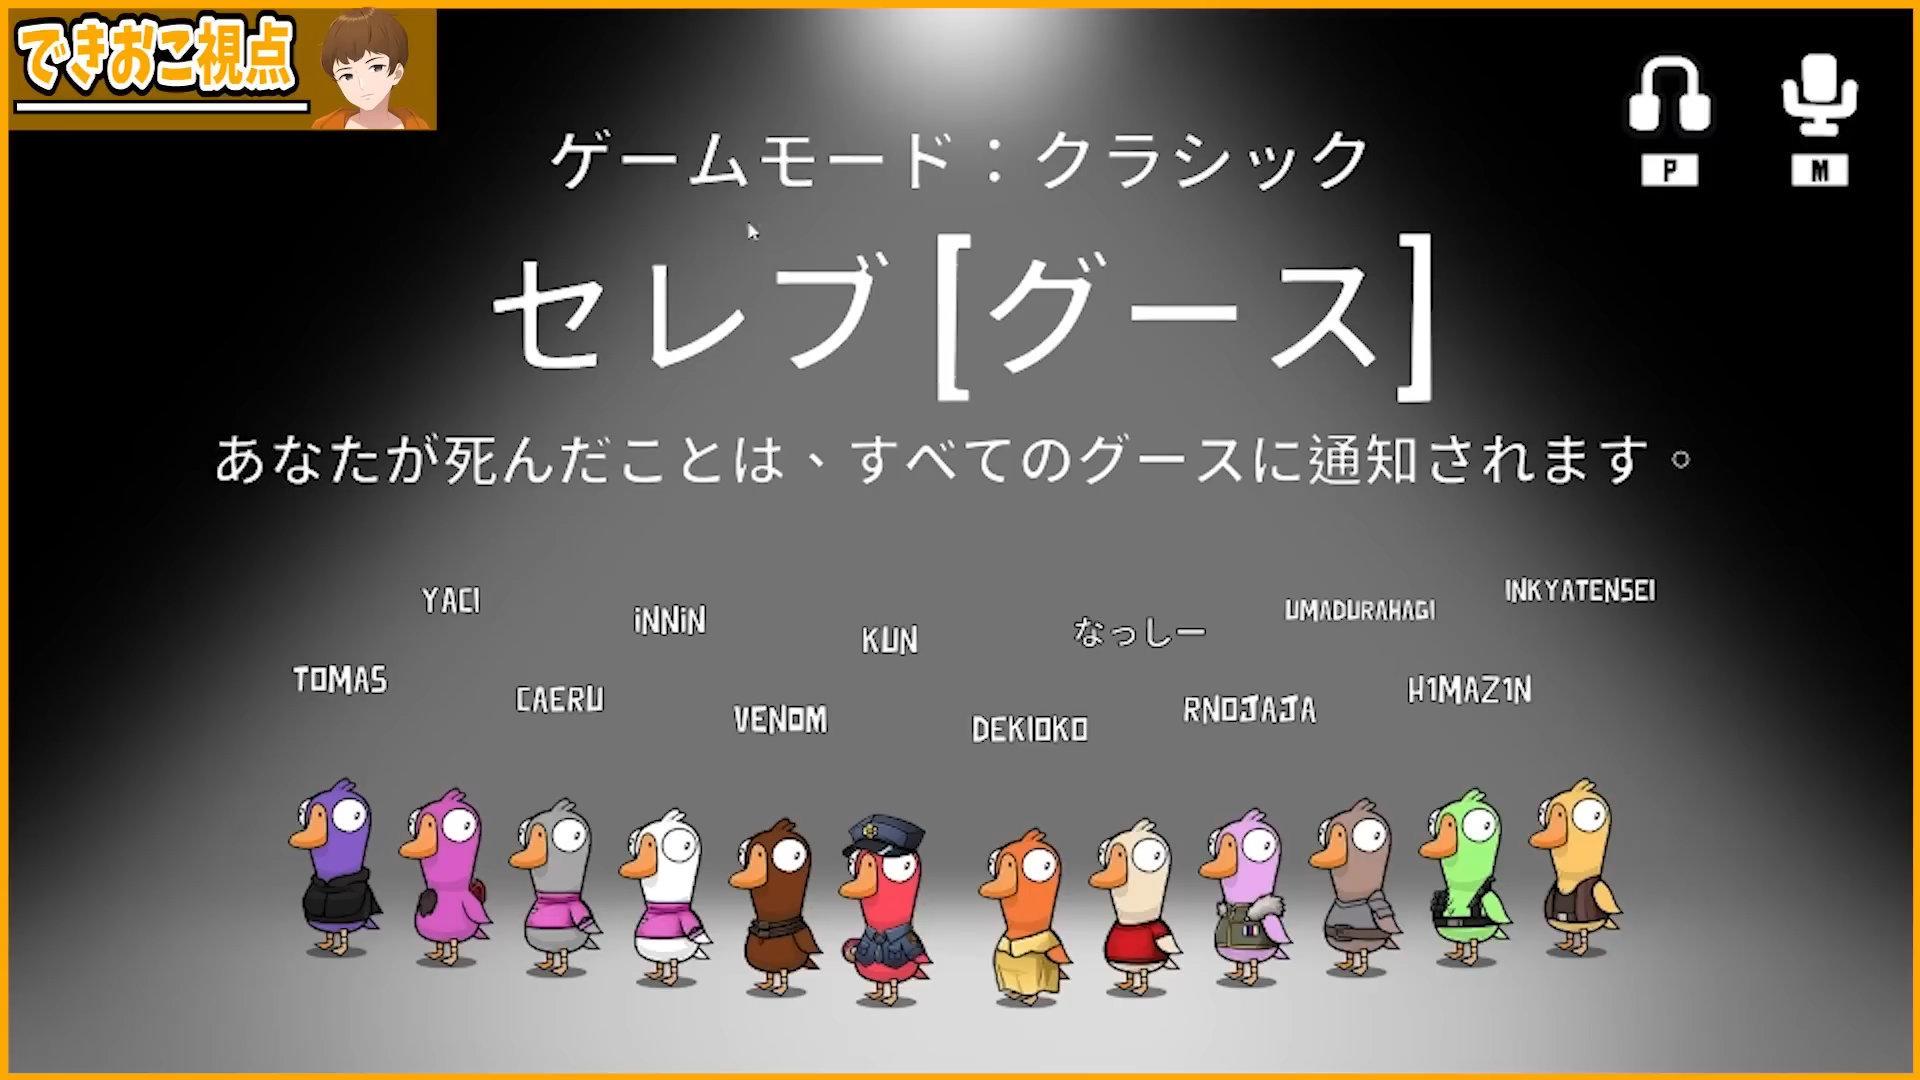 できおこ視点
P
M
ゲームモード：クラシック
セレブ[グース]
あなたが死んだことは、すべてのグースに通知されます。
YACI
iNNiN
KUN
なっしー
UMADURAHAGI
INKYATENSEI
TOMAS
CAERU
VENOM
DEKIOKO
RNOJAJA
H1MAZ1N